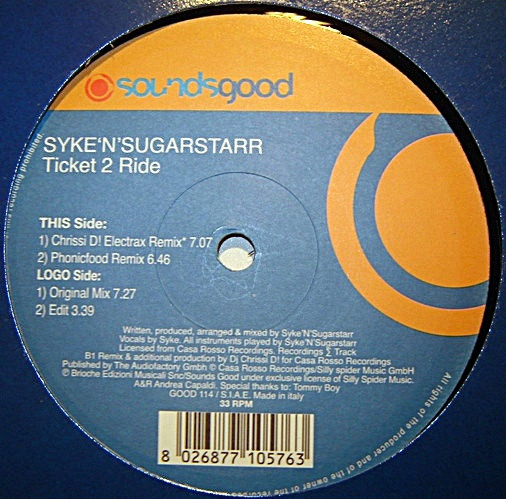 soundsgood
SYKE'N'SUGARSTARR
Ticket 2 Ride
THIS Side:
1) Chrissi D! Electrax Remix* 7.07
2) Phonicfood Remix 6.46
LOGO Side:
1) Original Mix 7.27
2) Edit 3.39
Written, produced, arranged & mixed by Syke'N'Sugarstarr
Vocals by Syke. All instruments played by Syke'N'Sugarstarr
Licensed from Casa Rosso Recordings. Recordings Σ Track
B1 Remix & additional production by Dj Chrissi D! for Casa Rosso Recordings
Published by The Audiofactory Gmbh © Casa Rosso Recordings/Silly spider Music GmbH
℗ Brioche Edizioni Musicali Snc/Sounds Good under exclusive license of Silly Spider Music.
A&R Andrea Capaldi. Special thanks to: Tommy Boy
GOOD 114 / S.I.A.E. Made in italy
33 RPM
8 026877 105763
All rights of the producer and of the owner of the recorded
prohibited.